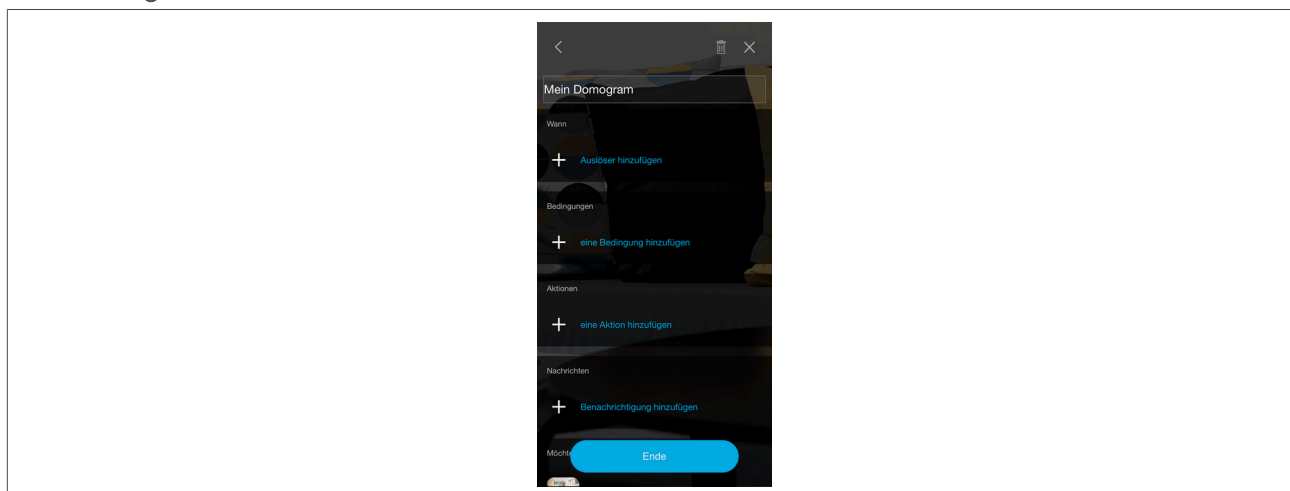 Mein Domogram
Wann
Auslöser hinzufügen
Bedingungen
eine Bedingung hinzufügen
Aktionen
eine Aktion hinzufügen
Nachrichten
Benachrichtigung hinzufügen
Ende